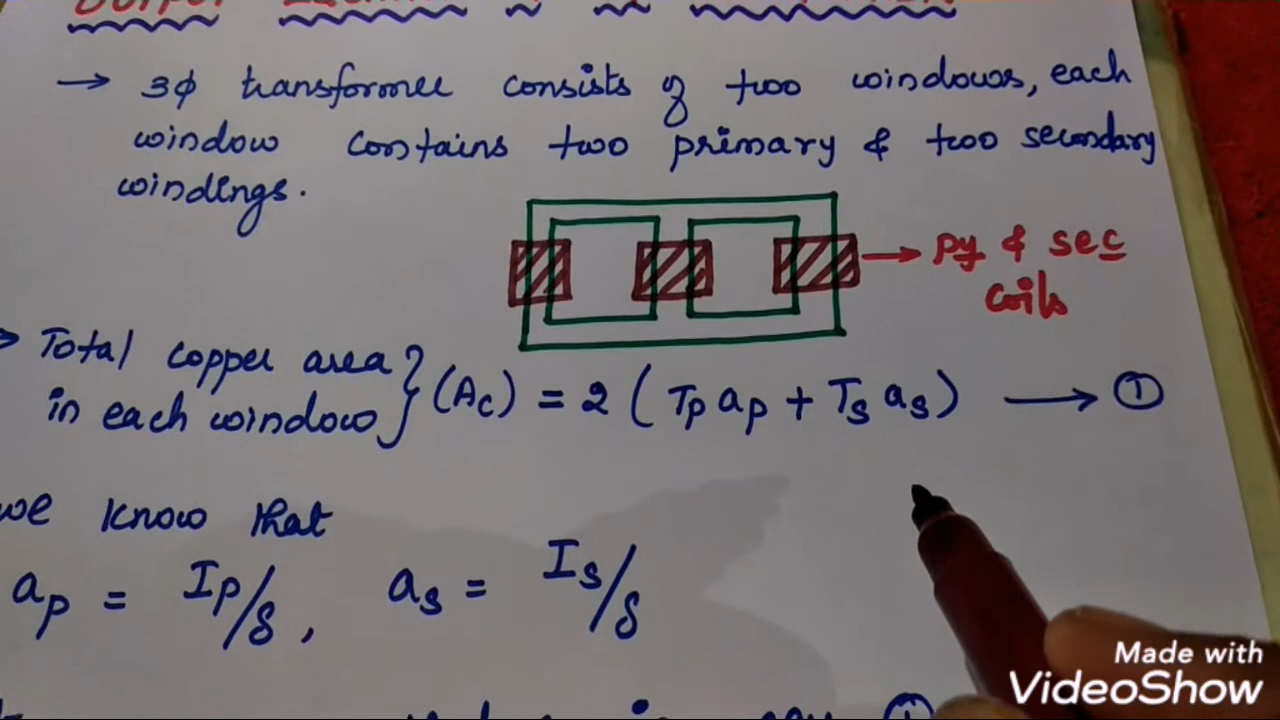 → 3ϕ transformer consists of two windows, each
window contains two primary & two secondary
windings.
→ py & sec
coils
→ Total copper area
in each window } (Ac) = 2 ( Tp ap + Ts as ) → ①
we know that
ap = Ip/δ, as = Is/δ
Made with
VideoShow